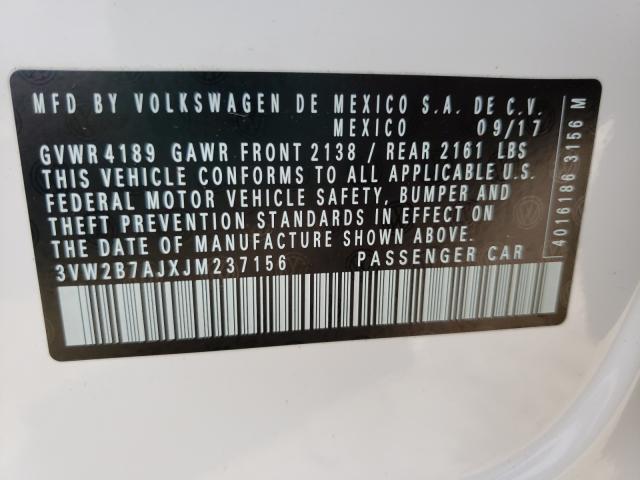 MFD BY VOLKSWAGEN DE MEXICO S.A. DE C.V.
MEXICO 09/17
GVWR 4189 GAWR FRONT 2138 / REAR 2161 LBS
THIS VEHICLE CONFORMS TO ALL APPLICABLE U.S.
FEDERAL MOTOR VEHICLE SAFETY, BUMPER AND
THEFT PREVENTION STANDARDS IN EFFECT ON
THE DATE OF MANUFACTURE SHOWN ABOVE.
3VW2B7AJXJM237156 PASSENGER CAR
4016186 3156 M